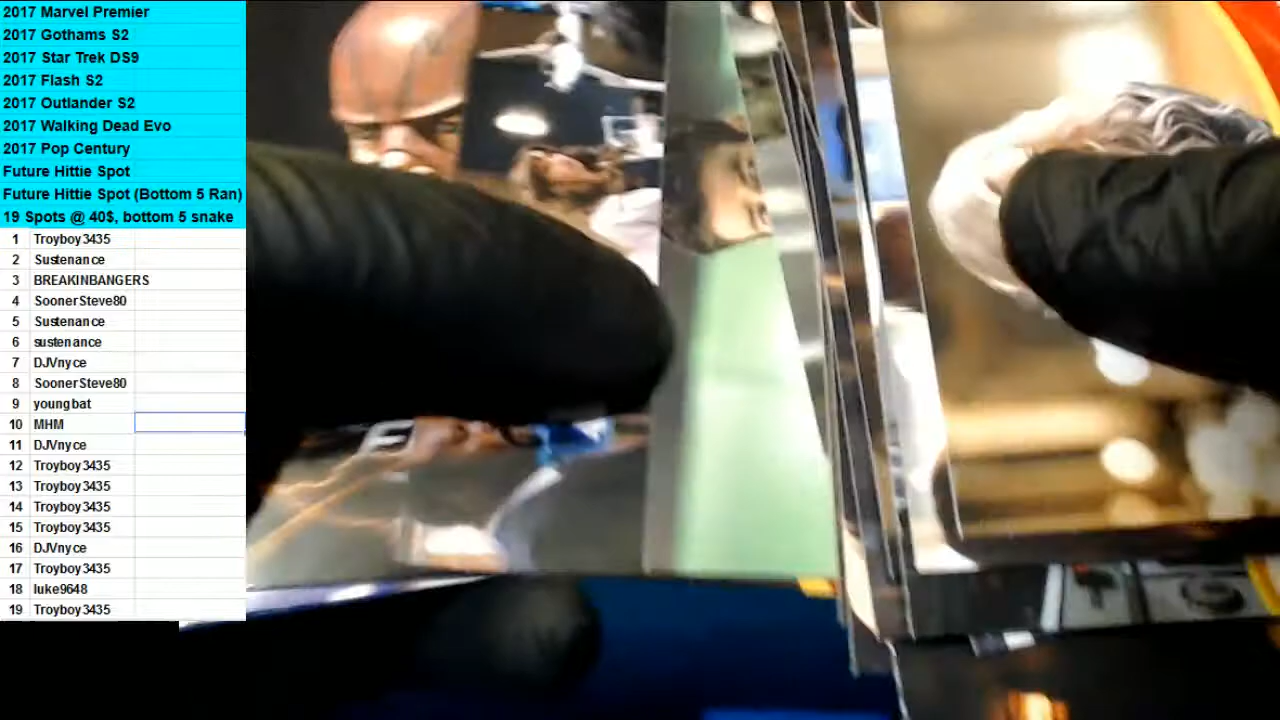 2017 Marvel Premier
2017 Gothams S2
2017 Star Trek DS9
2017 Flash S2
2017 Outlander S2
2017 Walking Dead Evo
2017 Pop Century
Future Hittie Spot
Future Hittie Spot (Bottom 5 Ran)
19 Spots @ 40$, bottom 5 snake
1 Troyboy3435
2 Sustenance
3 BREAKINBANGERS
4 SoonerSteve80
5 Sustenance
6 sustenance
7 DJVnyce
8 SoonerSteve80
9 youngbat
10 MHM
11 DJVnyce
12 Troyboy3435
13 Troyboy3435
14 Troyboy3435
15 Troyboy3435
16 DJVnyce
17 Troyboy3435
18 luke9648
19 Troyboy3435